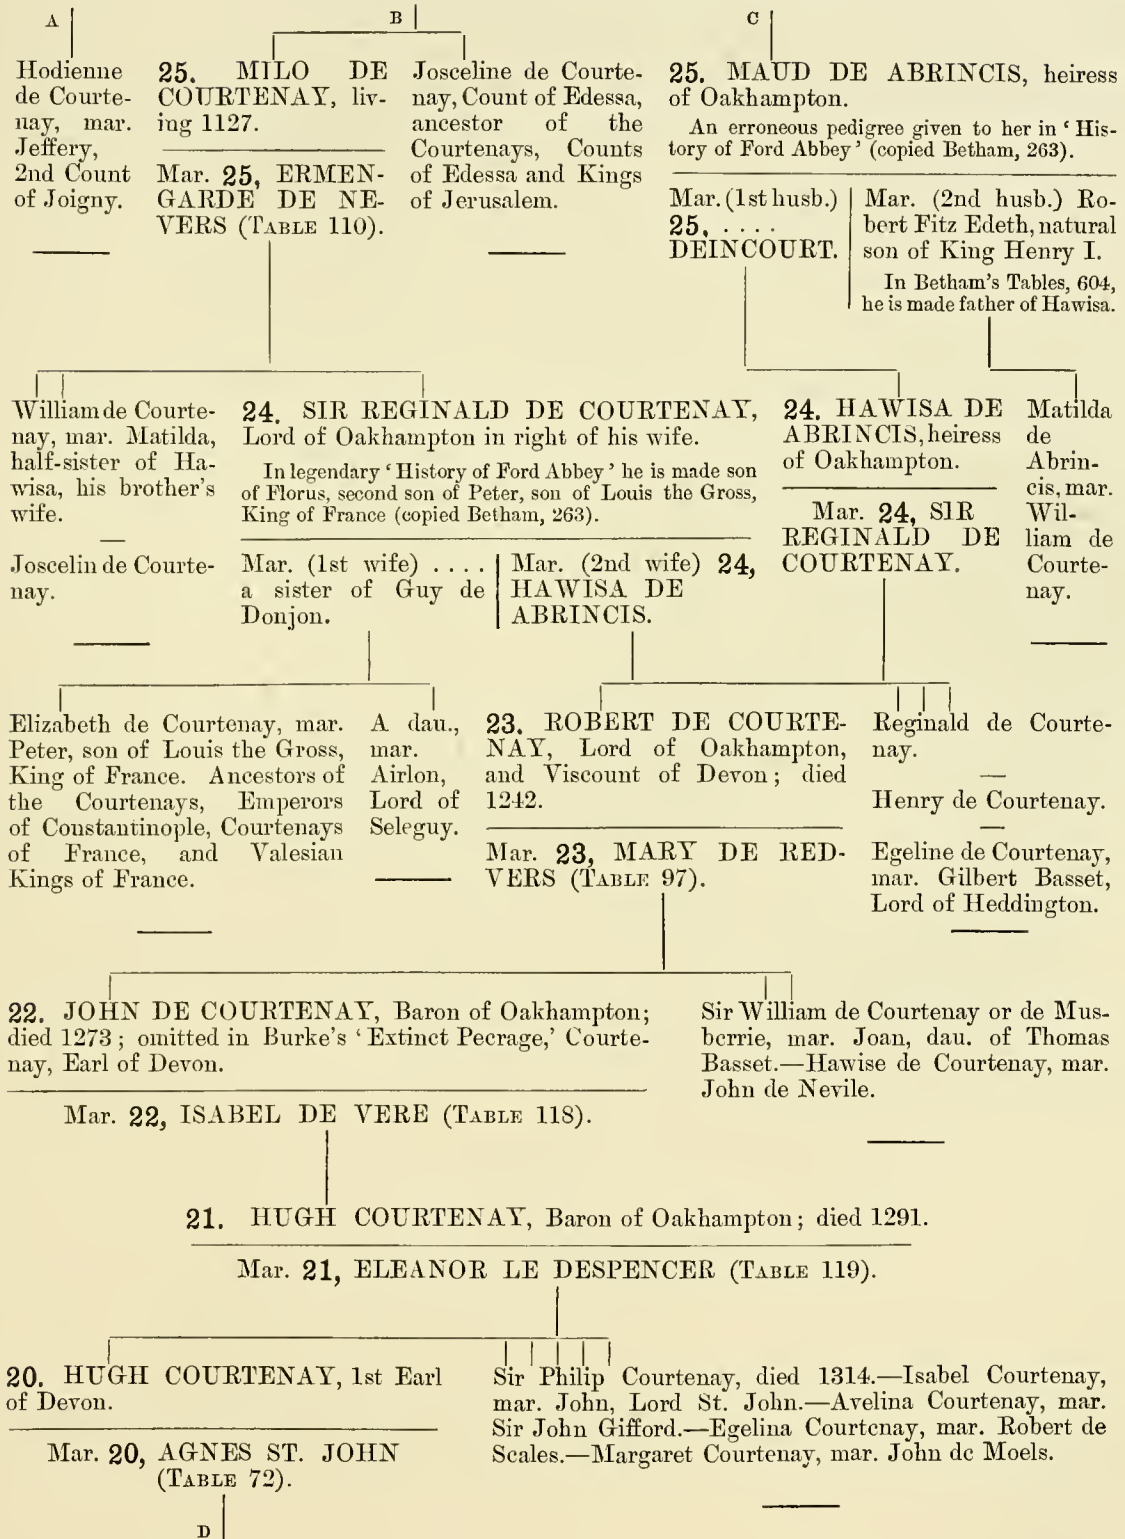 A
B
C
Hodienne
de Courte-
nay, mar.
Jeffery,
2nd Count
of Joigny.
25. MILO DE
COURTENAY, liv-
ing 1127.
Mar. 25, ERMEN-
GARDE DE NE-
VERS (TABLE 110).
Josceline de Courte-
nay, Count of Edessa,
ancestor of the
Courtenays, Counts
of Edessa and Kings
of Jerusalem.
25. MAUD DE ABRINCIS, heiress
of Oakhampton.
An erroneous pedigree given to her in ‘His-
tory of Ford Abbey’ (copied Betham, 263).
Mar. (1st husb.)
25, . . . .
DEINCOURT.
Mar. (2nd husb.) Ro-
bert Fitz Edeth, natural
son of King Henry I.
In Betham's Tables, 604,
he is made father of Hawisa.
William de Courte-
nay, mar. Matilda,
half-sister of Ha-
wisa, his brother's
wife.
—
Joscelin de Courte-
nay.
24. SIR REGINALD DE COURTENAY,
Lord of Oakhampton in right of his wife.
In legendary ‘History of Ford Abbey’ he is made son
of Florus, second son of Peter, son of Louis the Gross,
King of France (copied Betham, 263).
Mar. (1st wife) . . . .
a sister of Guy de
Donjon.
Mar. (2nd wife) 24,
HAWISA DE
ABRINCIS.
24. HAWISA DE
ABRINCIS, heiress
of Oakhampton.
Mar. 24, SIR
REGINALD DE
COURTENAY.
Matilda
de
Abrin-
cis, mar.
Wil-
liam de
Courte-
nay.
Elizabeth de Courtenay, mar.
Peter, son of Louis the Gross,
King of France. Ancestors of
the Courtenays, Emperors
of Constantinople, Courtenays
of France, and Valesian
Kings of France.
A dau.,
mar.
Airlon,
Lord of
Seleguy.
23. ROBERT DE COURTE-
NAY, Lord of Oakhampton,
and Viscount of Devon; died
1242.
Mar. 23, MARY DE RED-
VERS (TABLE 97).
Reginald de Courte-
nay.
—
Henry de Courtenay.
—
Egeline de Courtenay,
mar. Gilbert Basset,
Lord of Heddington.
22. JOHN DE COURTENAY, Baron of Oakhampton;
died 1273; omitted in Burke's ‘Extinct Pecrage,’ Courte-
nay, Earl of Devon.
Mar. 22, ISABEL DE VERE (TABLE 118).
Sir William de Courtenay or de Mus-
berrie, mar. Joan, dau. of Thomas
Basset.—Hawise de Courtenay, mar.
John de Nevile.
21. HUGH COURTENAY, Baron of Oakhampton; died 1291.
Mar. 21, ELEANOR LE DESPENCER (TABLE 119).
20. HUGH COURTENAY, 1st Earl
of Devon.
Mar. 20, AGNES ST. JOHN
(TABLE 72).
Sir Philip Courtenay, died 1314.—Isabel Courtenay,
mar. John, Lord St. John.—Avelina Courtenay, mar.
Sir John Gifford.—Egelina Courtenay, mar. Robert de
Scales.—Margaret Courtenay, mar. John de Moels.
D